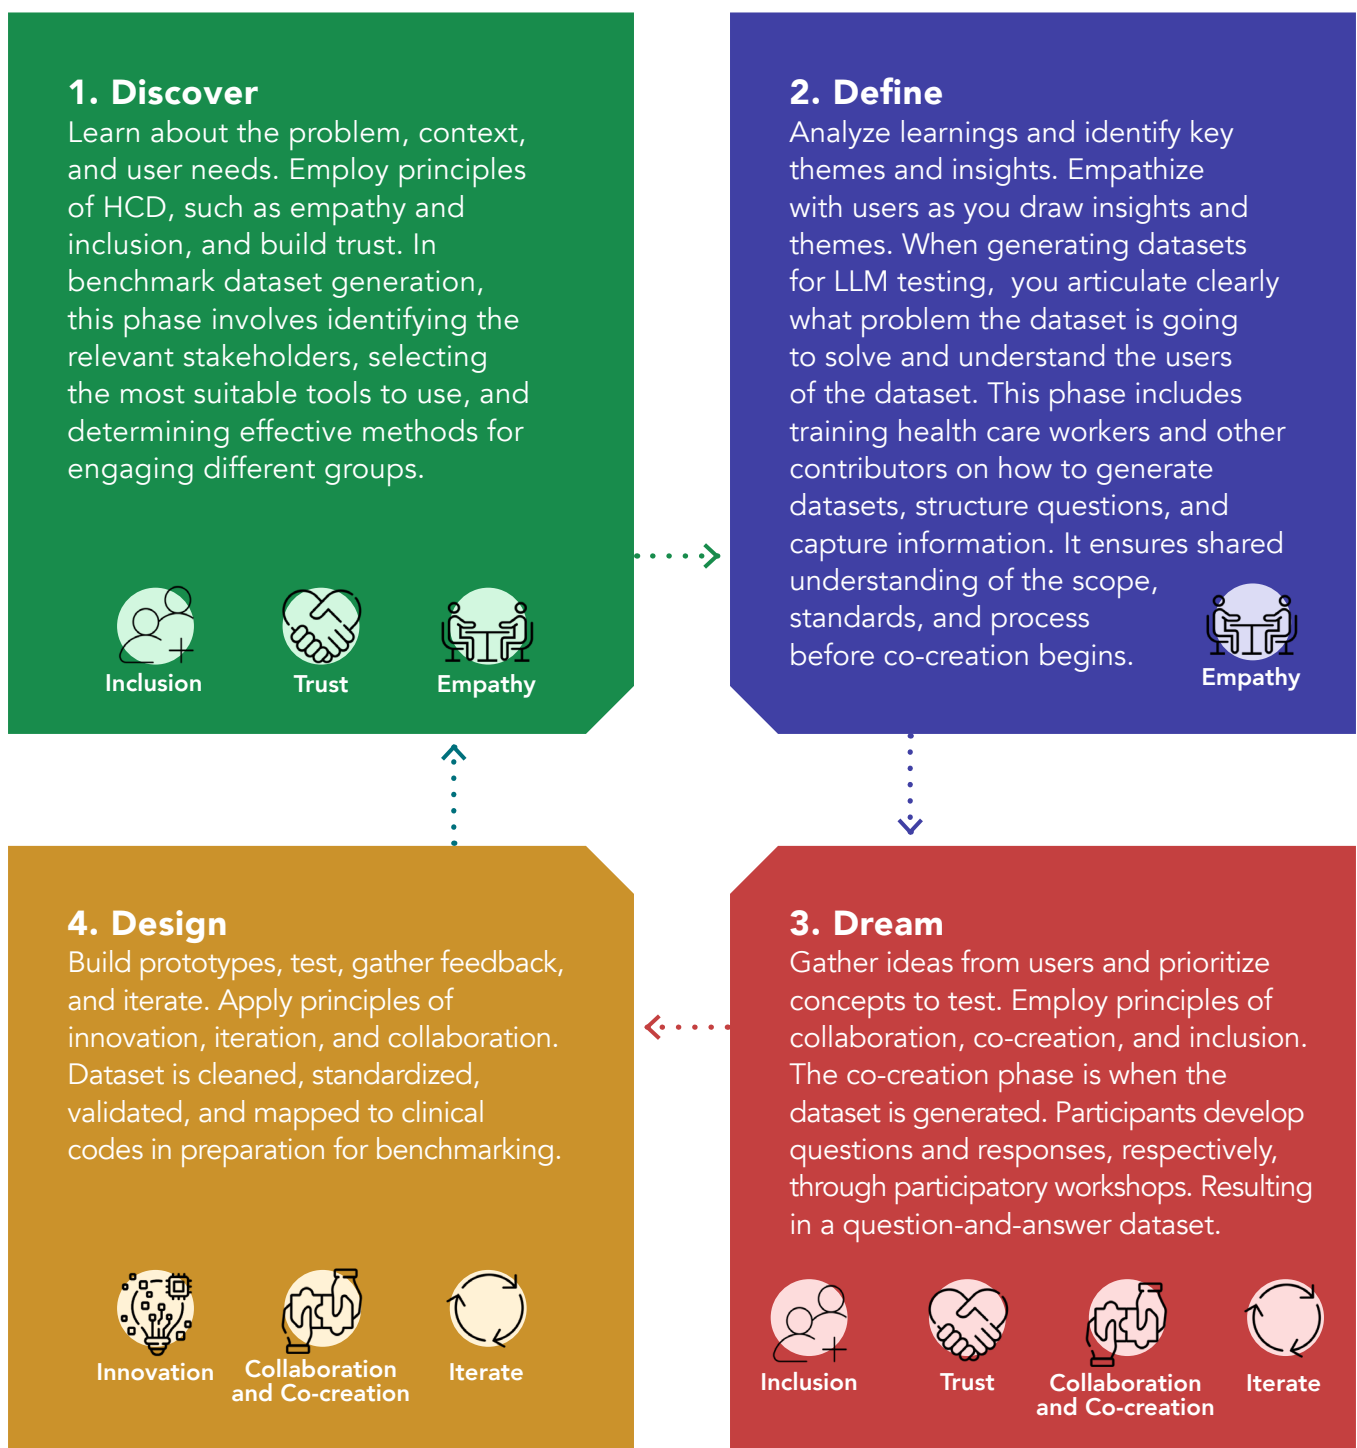 1. Discover
Learn about the problem, context,
and user needs. Employ principles
of HCD, such as empathy and
inclusion, and build trust. In
benchmark dataset generation,
this phase involves identifying the
relevant stakeholders, selecting
the most suitable tools to use, and
determining effective methods for
engaging different groups.
Inclusion
Trust
Empathy
2. Define
Analyze learnings and identify key
themes and insights. Empathize
with users as you draw insights and
themes. When generating datasets
for LLM testing,  you articulate clearly
what problem the dataset is going
to solve and understand the users
of the dataset. This phase includes
training health care workers and other
contributors on how to generate
datasets, structure questions, and
capture information. It ensures shared
understanding of the scope,
standards, and process
before co-creation begins.
Empathy
3. Dream
Gather ideas from users and prioritize
concepts to test. Employ principles of
collaboration, co-creation, and inclusion.
The co-creation phase is when the
dataset is generated. Participants develop
questions and responses, respectively,
through participatory workshops. Resulting
in a question-and-answer dataset.
Inclusion
Trust
Collaboration
and Co-creation
Iterate
4. Design
Build prototypes, test, gather feedback,
and iterate. Apply principles of
innovation, iteration, and collaboration.
Dataset is cleaned, standardized,
validated, and mapped to clinical
codes in preparation for benchmarking.
Innovation
Collaboration
and Co-creation
Iterate